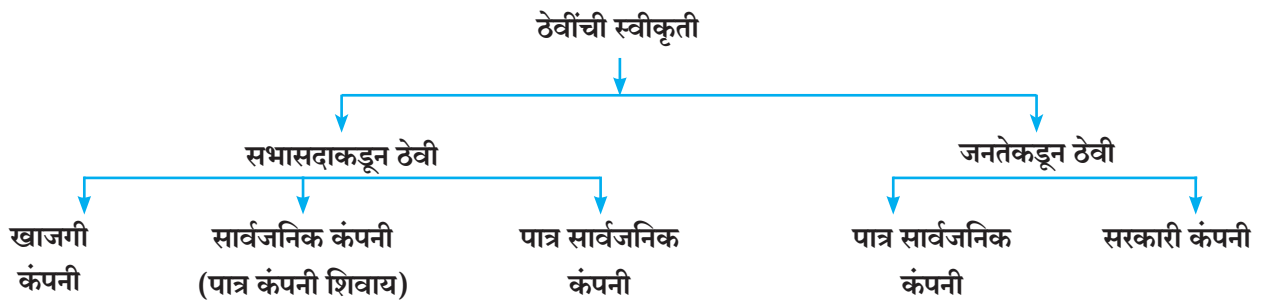 ठेवींची स्वीकृती
सभासदाकडून ठेवी
जनतेकडून ठेवी
खाजगी
कंपनी
सार्वजनिक कंपनी
(पात्र कंपनी शिवाय)
पात्र सार्वजनिक
कंपनी
पात्र सार्वजनिक
कंपनी
सरकारी कंपनी